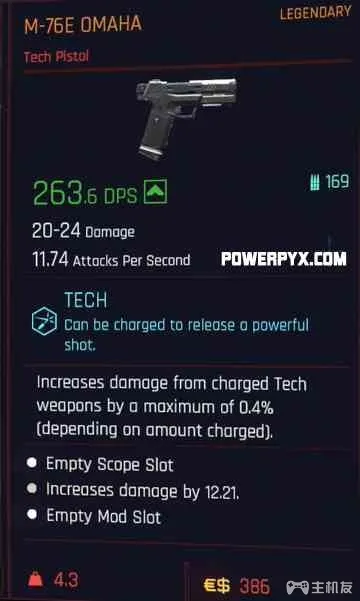 M-76E OMAHA
LEGENDARY
Tech Pistol
263.6 DPS
169
20-24 Damage
11.74 Attacks Per Second
POWERPYX.COM
TECH
Can be charged to release a powerful
shot.
Increases damage from charged Tech
weapons by a maximum of 0.4%
(depending on amount charged).
Empty Scope Slot
Increases damage by 12.21.
Empty Mod Slot
4.3
€$ 386
主机友